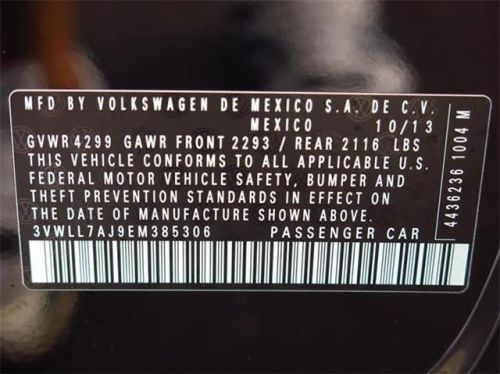 MFD BY VOLKSWAGEN DE MEXICO S.A. DE C.V.
MEXICO 10/13
GVWR 4299 GAWR FRONT 2293 / REAR 2116 LBS
THIS VEHICLE CONFORMS TO ALL APPLICABLE U.S.
FEDERAL MOTOR VEHICLE SAFETY, BUMPER AND
THEFT PREVENTION STANDARDS IN EFFECT ON
THE DATE OF MANUFACTURE SHOWN ABOVE.
3VWLL7AJ9EM385306 PASSENGER CAR
4436236 1004 M